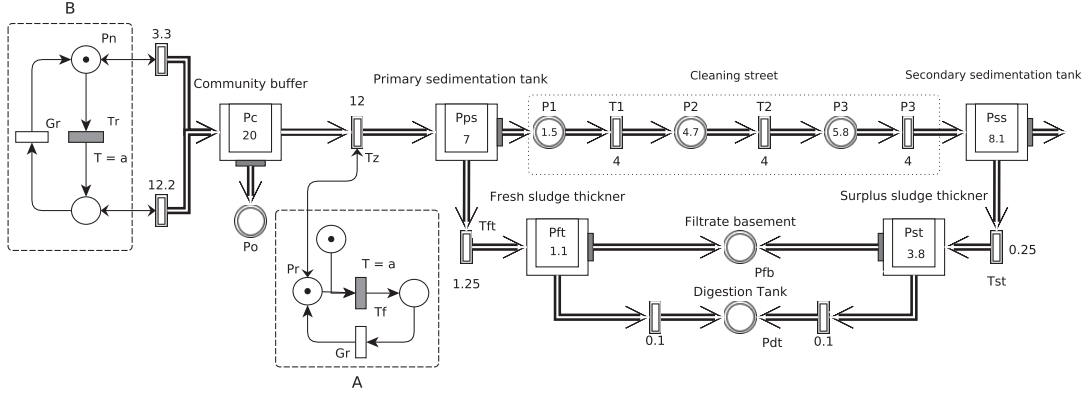 B
Pn
3.3
Gr
Tr
T = a
12.2
Community buffer
Pc
20
Po
12
Tz
Primary sedimentation tank
Pps
7
Cleaning street
P1
T1
P2
T2
P3
P3
1.5
4.7
5.8
4
4
4
Secondary sedimentation tank
Pss
8.1
Fresh sludge thickner
Tft
1.25
Pft
1.1
Filtrate basement
Pfb
Digestion Tank
Pdt
0.1
0.1
Surplus sludge thickner
Pst
3.8
0.25
Tst
Pr
T = a
Tf
Gr
A